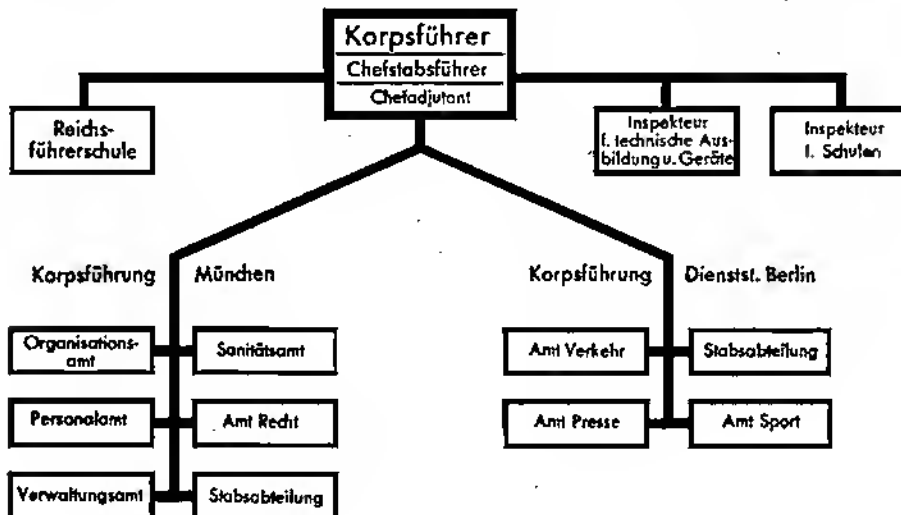 Korpsführer
Chefstabsführer
Chefadjutant
Reichs-
führerschule
Inspekteur
f. technische Aus-
bildung u. Geräte
Inspekteur
f. Schulen
Korpsführung München
Korpsführung Dienstst. Berlin
Organisations-
amt
Sanitätsamt
Amt Verkehr
Stabsabteilung
Personalamt
Amt Recht
Amt Presse
Amt Sport
Verwaltungsamt
Stabsabteilung